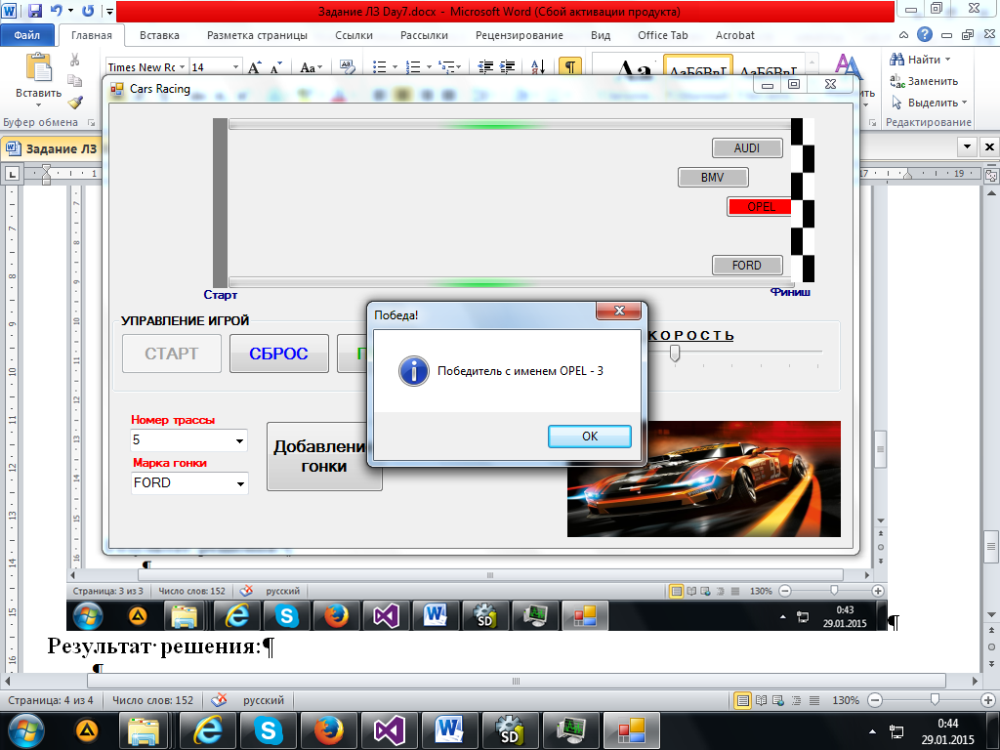 Задание ЛЗ Day7.docx - Microsoft Word (Сбой активации продукта)
Файл Главная Вставка Разметка страницы Ссылки Рассылки Рецензирование Вид Office Tab Acrobat
Times New Ro 14
Вставить
Буфер обмена
Найти
Заменить
Выделить
Редактирование
Задание ЛЗ
Cars Racing
AUDI
BMV
OPEL
FORD
Старт
Финиш
УПРАВЛЕНИЕ ИГРОЙ
СТАРТ СБРОС
КОРОСТЬ
Победа!
Победитель с именем OPEL - 3
OK
Номер трассы
5
Марка гонки
FORD
Добавлени
гонки
Страница: 3 из 3 Число слов: 152 русский 130%
0:43
29.01.2015
Результат решения:¶
¶
Страница: 4 из 4 Число слов: 152 русский 130%
0:44
29.01.2015